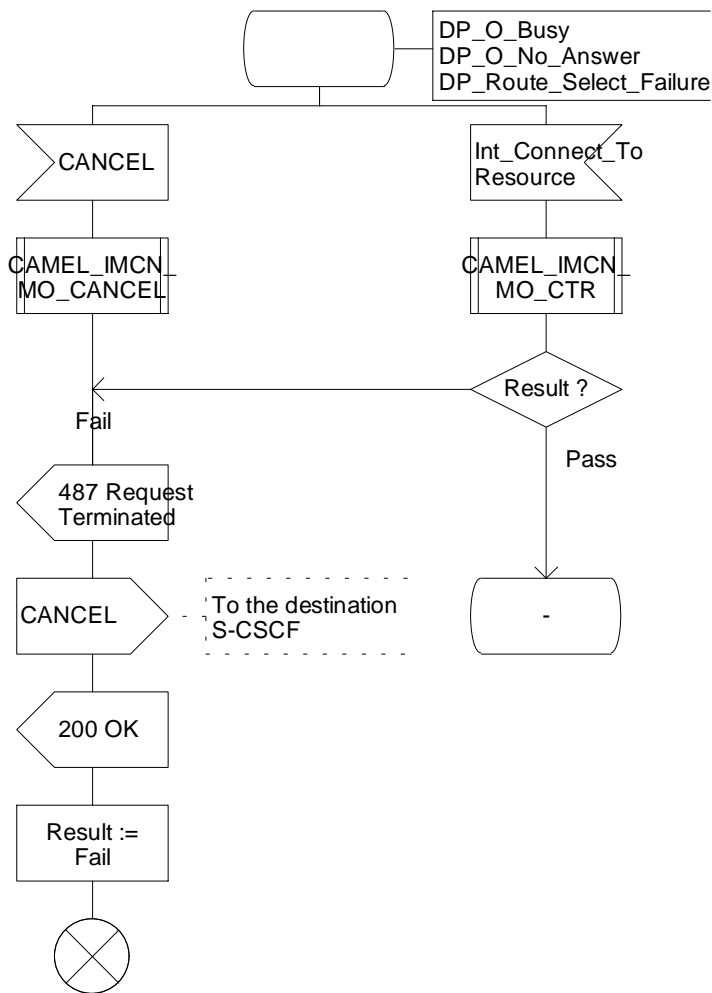 DP_O_Busy
DP_O_No_Answer
DP_Route_Select_Failure
CANCEL
Int_Connect_To
Resource
CAMEL_IMCN_
MO_CANCEL
CAMEL_IMCN_
MO_CTR
Result ?
Fail
Pass
487 Request
Terminated
CANCEL
To the destination
S-CSCF
-
200 OK
Result :=
Fail